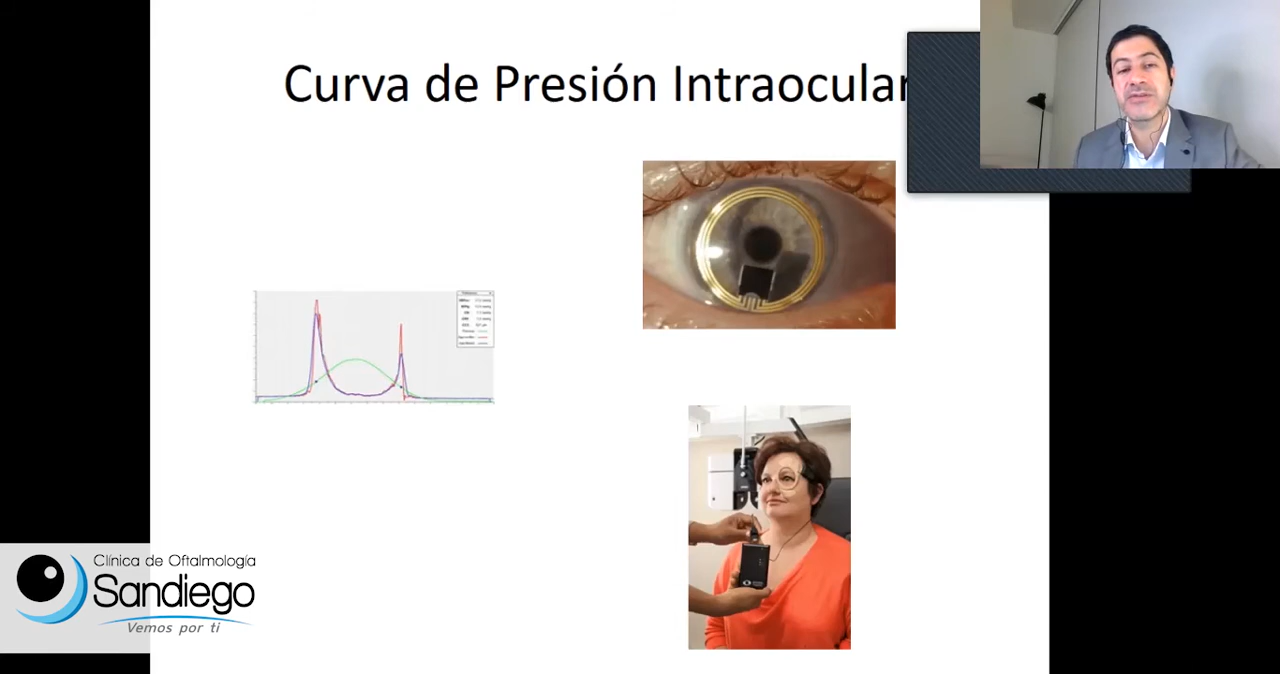 Curva de Presión Intraocular
Clínica de Oftalmología
Sandiego
Vemos por ti